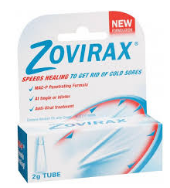 NEW
ZOVIRAX®
SPEEDS HEALING TO GET RID OF COLD SORES
MAC-P Penetrating Formula
At Tingle or Blister
Anti-Viral Treatment
2g TUBE